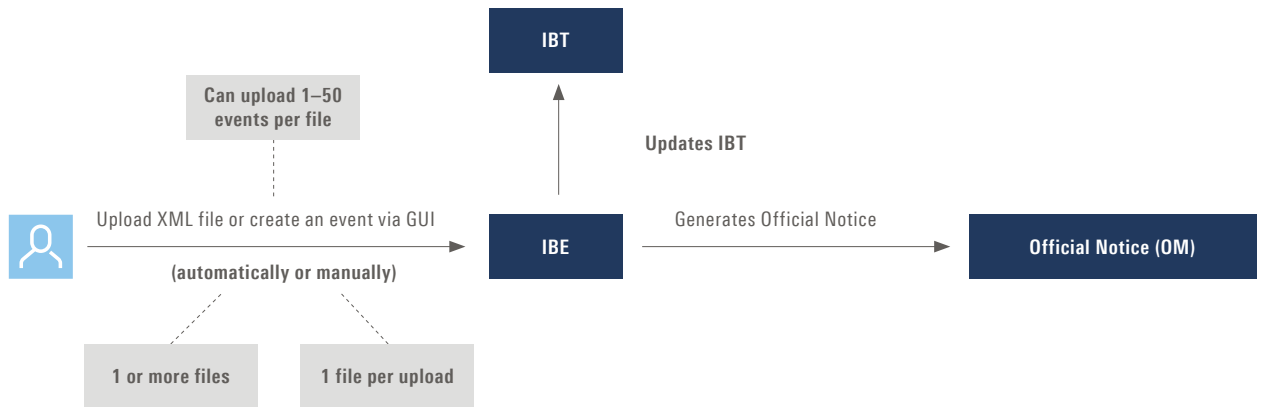 IBT
Can upload 1–50
events per file
Updates IBT
Upload XML file or create an event via GUI
Generates Official Notice
IBE
Official Notice (OM)
(automatically or manually)
1 or more files
1 file per upload